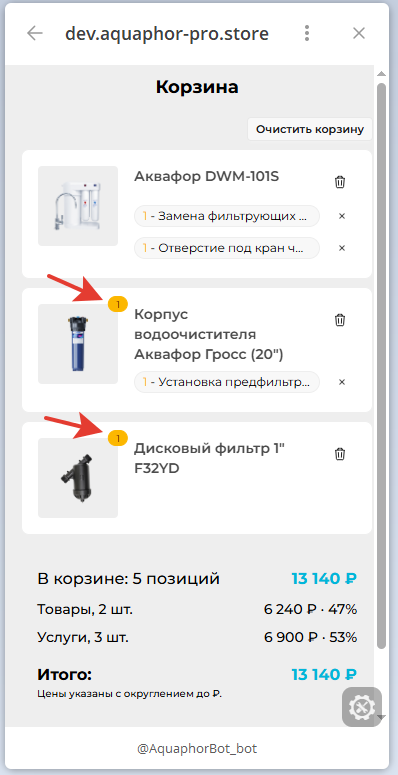 dev.aquaphor-pro.store
Корзина
Очистить корзину
Аквафор DWM-101S
1 - Замена фильтрующих ...
×
1 - Отверстие под кран ч...
×
1
Корпус
водоочистителя
Аквафор Гросс (20")
1 - Установка предфильтр...
×
1
Дисковый фильтр 1"
F32YD
В корзине: 5 позиций 13 140 ₽
Товары, 2 шт. 6 240 ₽ · 47%
Услуги, 3 шт. 6 900 ₽ · 53%
Итого: 13 140 ₽
Цены указаны с округлением до ₽.
@AquaphorBot_bot